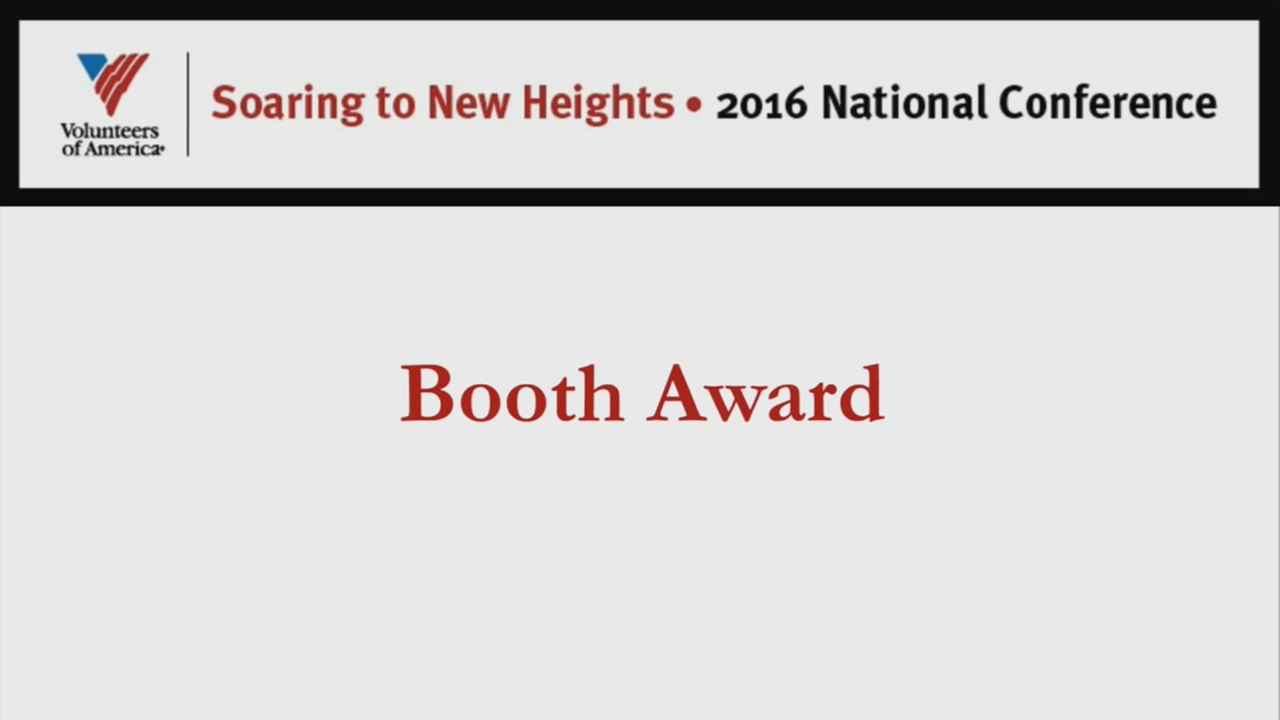 Volunteers
of America®
Soaring to New Heights • 2016 National Conference
Booth Award